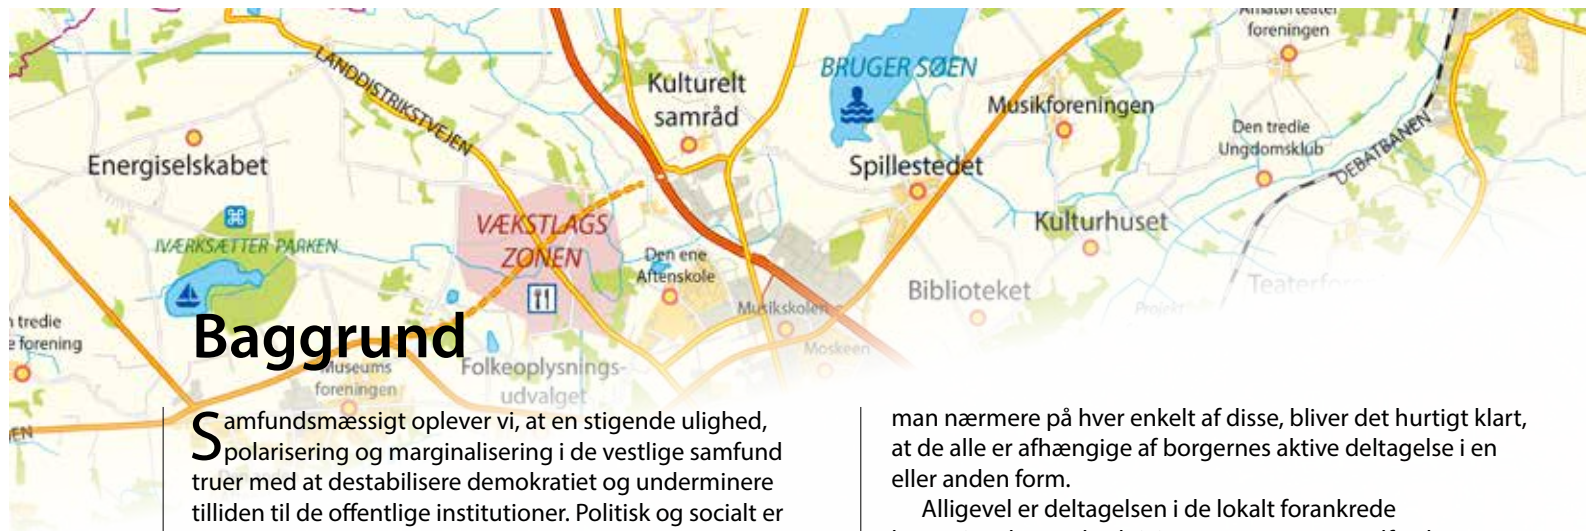 Amatørteater
foreningen
LANDDISTRIKSTVEJEN
Kulturelt
samråd
BRUGER SØEN
Musikforeningen
Den tredie
Ungdomsklub
DEBATBANEN
Energiselskabet
Spillestedet
VÆKSTLAGS
ZONEN
IVÆRKSÆTTER PARKEN
Kulturhuset
Den ene
Aftenskole
Biblioteket
Musikskolen
Moskeen
tredie
forening
Museums
foreningen
Folkeoplysnings-
udvalget
Baggrund
Samfundsmæssigt oplever vi, at en stigende ulighed,
polarisering og marginalisering i de vestlige samfund
truer med at destabilisere demokratiet og underminere
tilliden til de offentlige institutioner. Politisk og socialt er
man nærmere på hver enkelt af disse, bliver det hurtigt klart,
at de alle er afhængige af borgernes aktive deltagelse i en
eller anden form.
Alligevel er deltagelsen i de lokalt forankrede